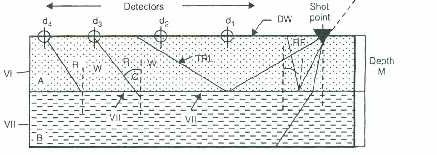 Detectors
Shot
point
d4 d3 d2 d1 DW
RF
R R TRL
VI W C W
A
Depth
M
VII VII VII
B